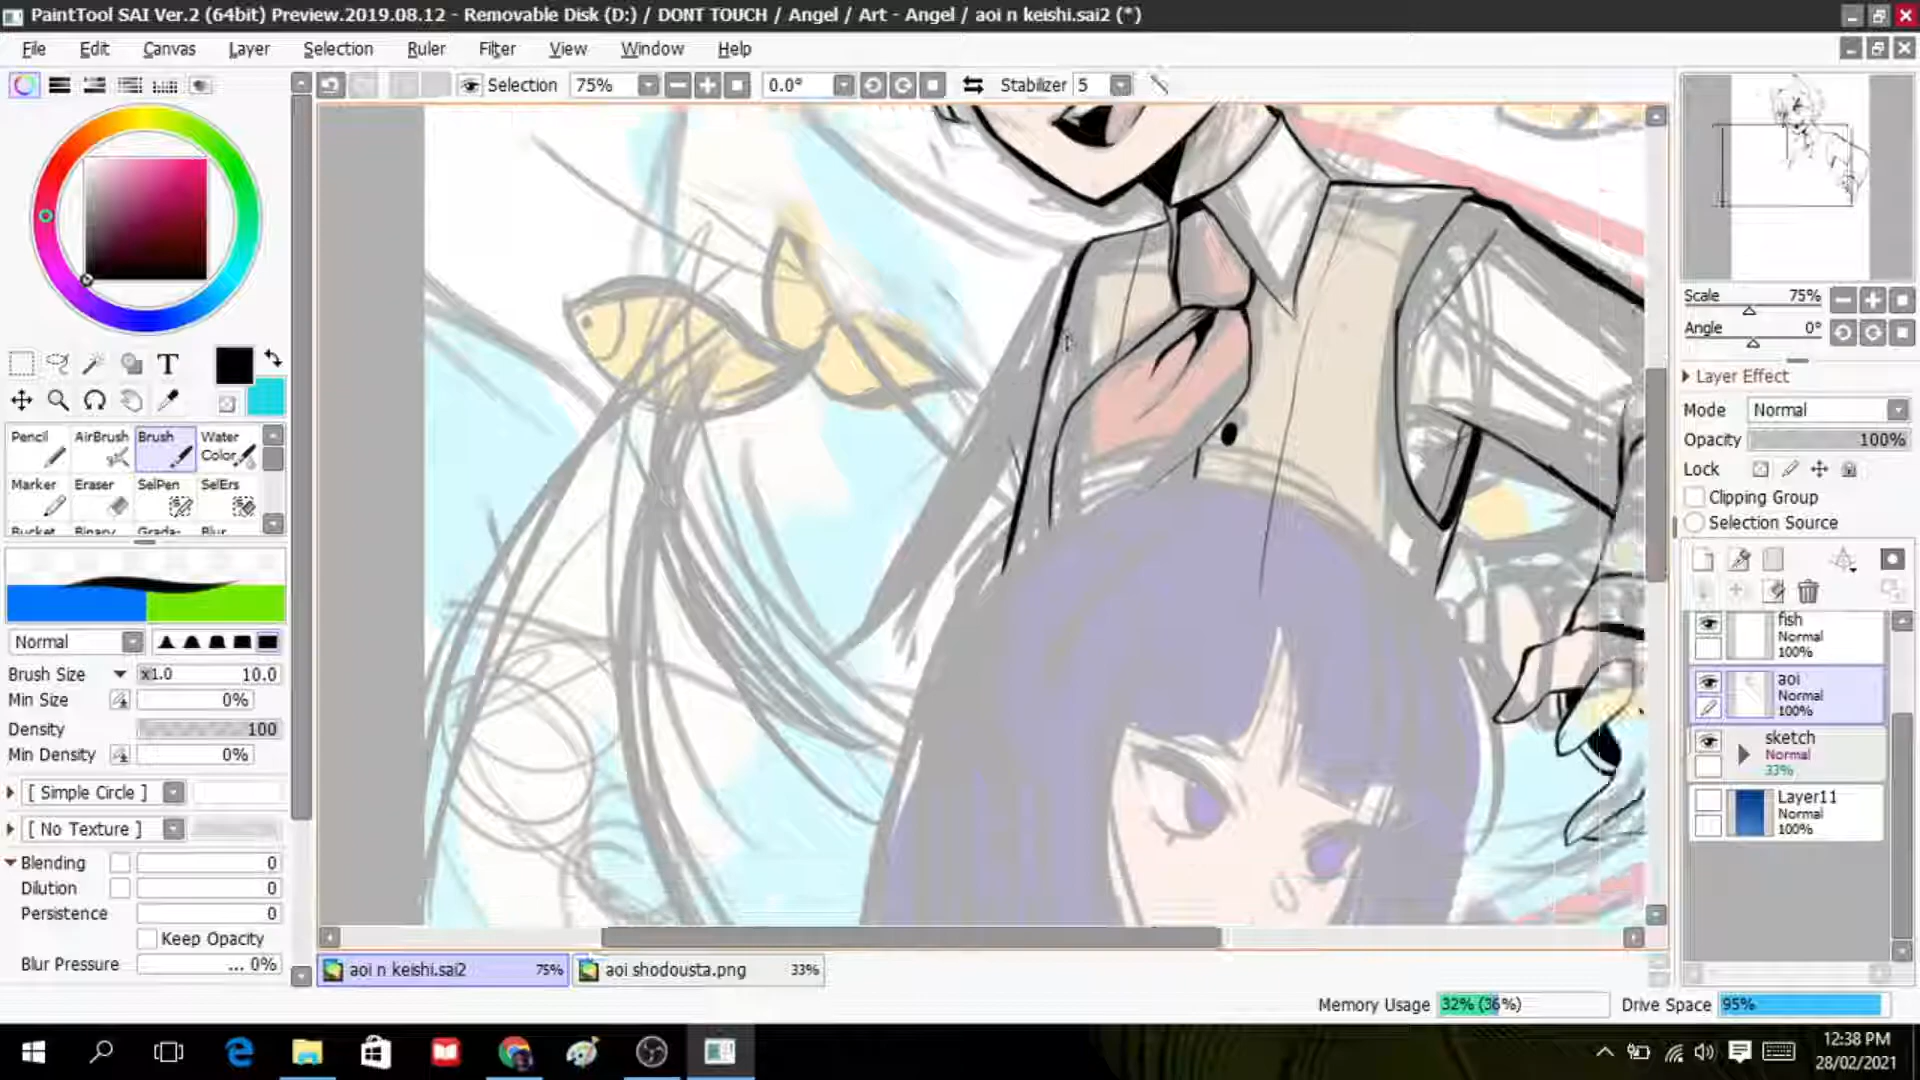 PaintTool SAI Ver.2 (64bit) Preview.2019.08.12 - Removable Disk (D:) / DONT TOUCH / Angel / Art - Angel / aoi n keishi.sai2 (*)
File Edit Canvas Layer Selection Ruler Filter View Window Help
Selection 75% 0.0° Stabilizer 5
Scale 75%
Angle 0°
Layer Effect
Mode Normal
Opacity 100%
Lock
Clipping Group
Selection Source
T
Pencil AirBrush Brush Water Color
Marker Eraser SelPen SelErs
Bucket Binary Grada- Blur
Normal
Brush Size x1.0 10.0
Min Size 0%
Density 100
Min Density 0%
[ Simple Circle ]
[ No Texture ]
Blending 0
Dilution 0
Persistence 0
Keep Opacity
Blur Pressure ... 0%
fish
Normal
100%
aoi
Normal
100%
sketch
Normal
33%
Layer11
Normal
100%
aoi n keishi.sai2 75% aoi shodousta.png 33%
Memory Usage 32% (36%) Drive Space 95%
12:38 PM
28/02/2021